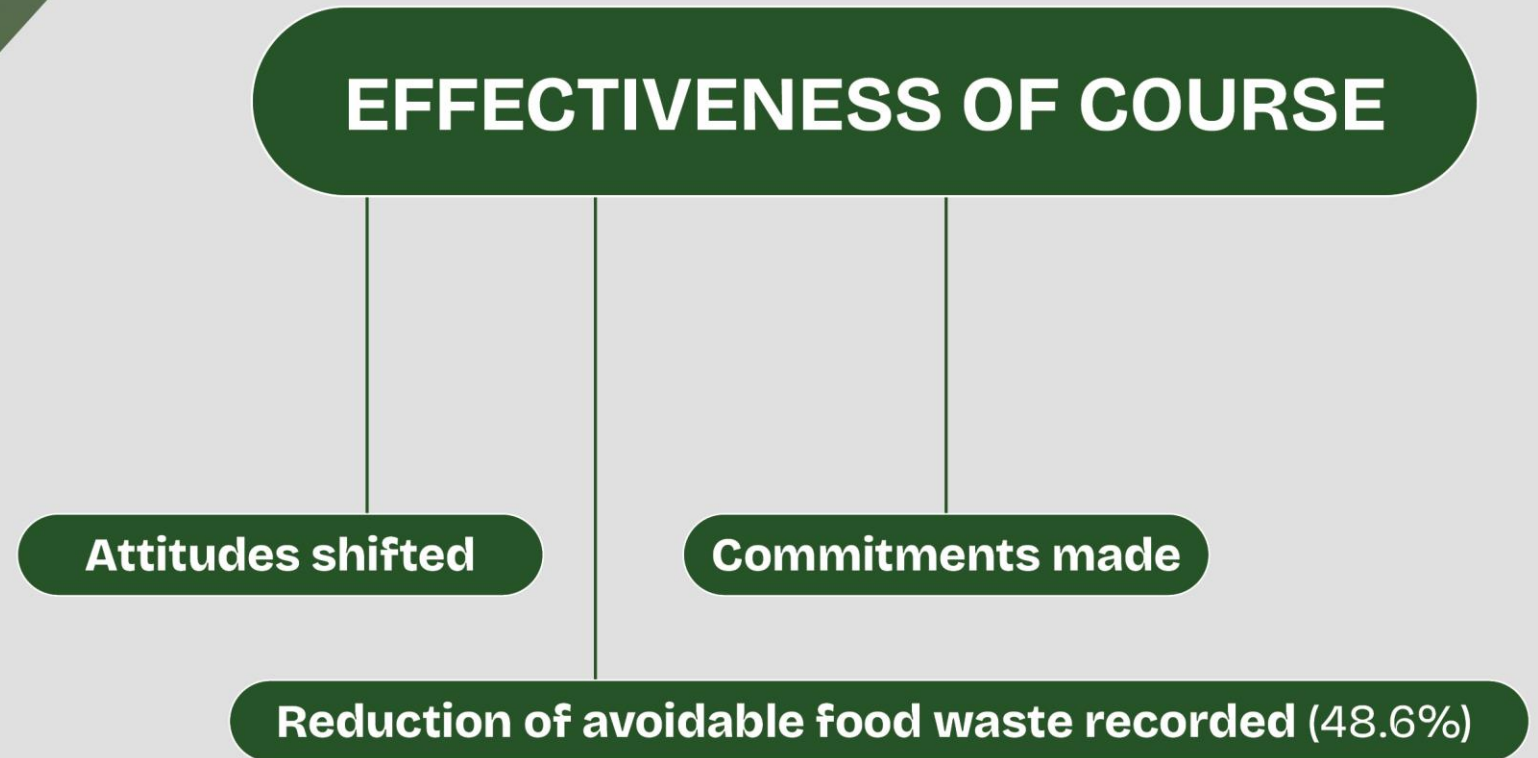 EFFECTIVENESS OF COURSE
Attitudes shifted
Commitments made
Reduction of avoidable food waste recorded (48.6%)